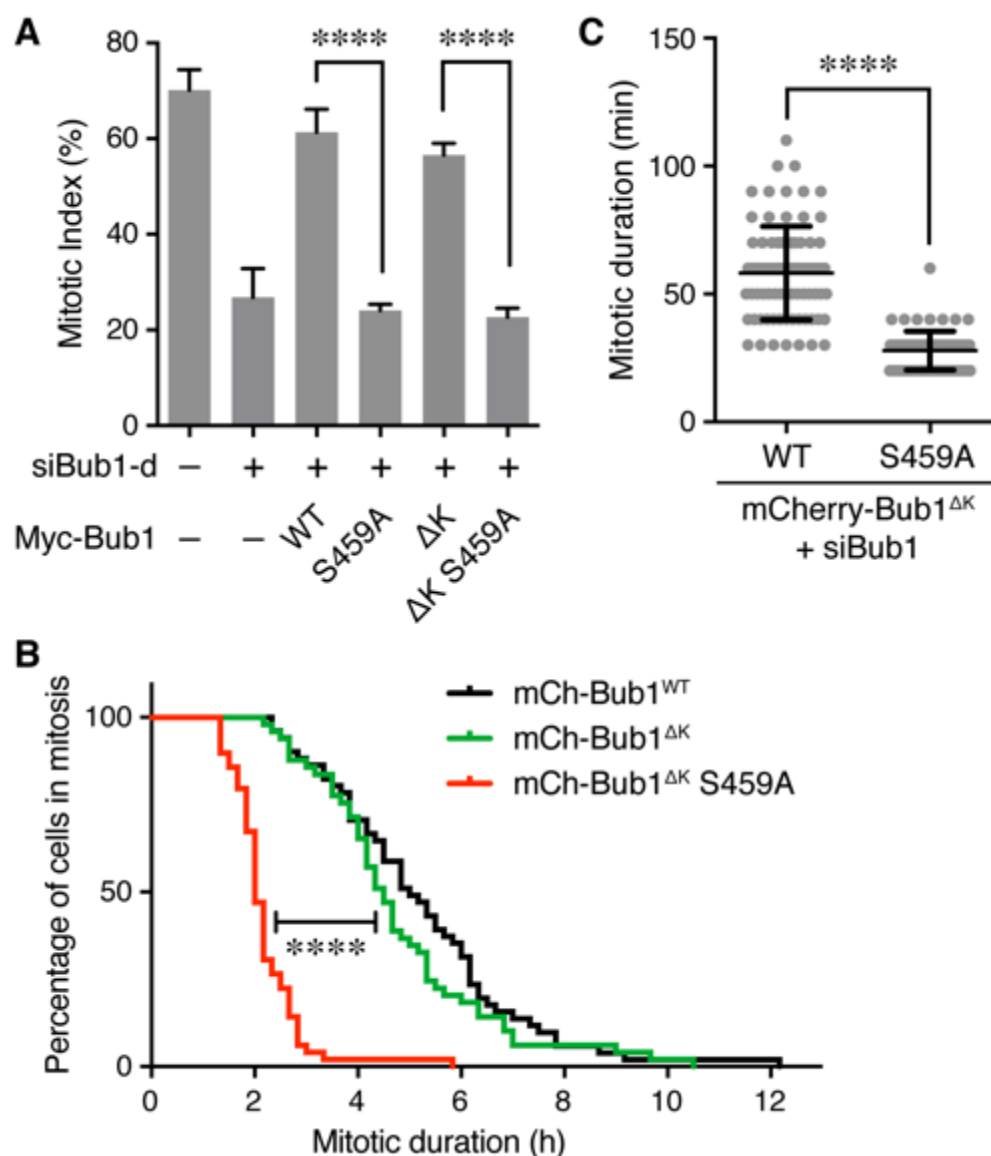 A
Mitotic Index (%)
80
60
40
20
0
**** ****
siBub1-d − + + + + +
Myc-Bub1 − − WT S459A ΔK ΔK S459A
C
Mitotic duration (min)
150
100
50
0
****
WT S459A
mCherry-Bub1ΔK
+ siBub1
B
Percentage of cells in mitosis
100
50
0
mCh-Bub1WT
mCh-Bub1ΔK
mCh-Bub1ΔK S459A
****
0 2 4 6 8 10 12
Mitotic duration (h)